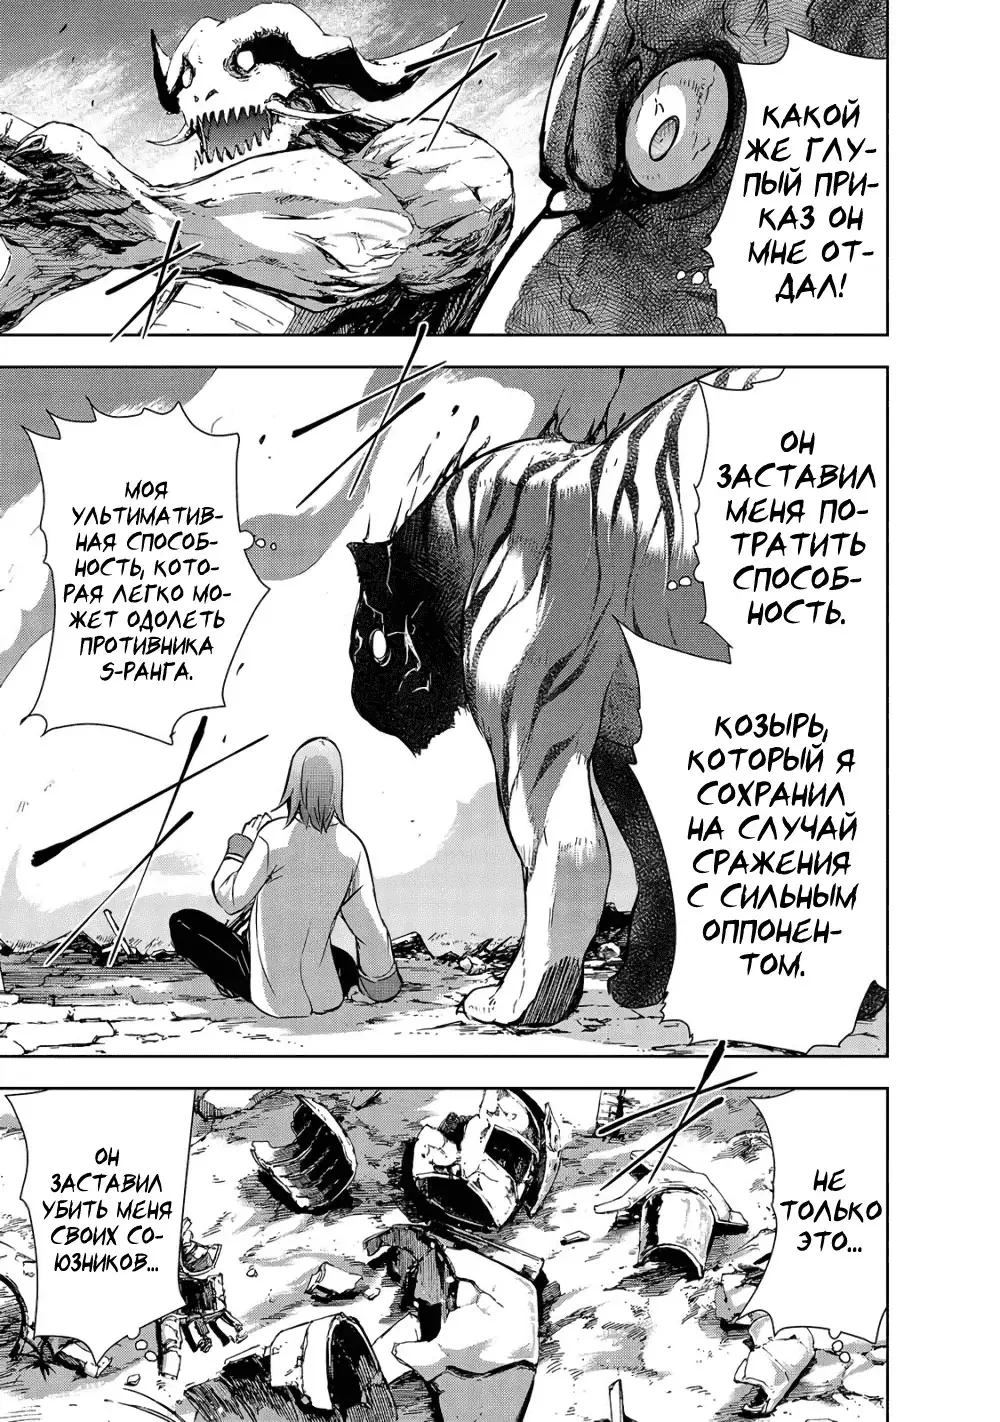 КАКОЙ
ЖЕ ГЛУ-
ПЫЙ ПРИ-
КАЗ ОН
МНЕ ОТ-
ДАЛ!
ОН
ЗАСТАВИЛ
МЕНЯ ПО-
ТРАТИТЬ
СПОСОБ-
НОСТЬ.
КОЗЫРЬ,
КОТОРЫЙ Я
СОХРАНИЛ
НА СЛУЧАЙ
СРАЖЕНИЯ
С СИЛЬНЫМ
ОППОНЕН-
ТОМ.
МОЯ
УЛЬТИМАТИВ-
НАЯ СПОСОБ-
НОСТЬ, КОТО-
РАЯ ЛЕГКО МО-
ЖЕТ ОДОЛЕТЬ
ПРОТИВНИКА
S-РАНГА.
НЕ
ТОЛЬКО
ЭТО...
ОН
ЗАСТАВИЛ
УБИТЬ МЕНЯ
СВОИХ СО-
ЮЗНИКОВ...